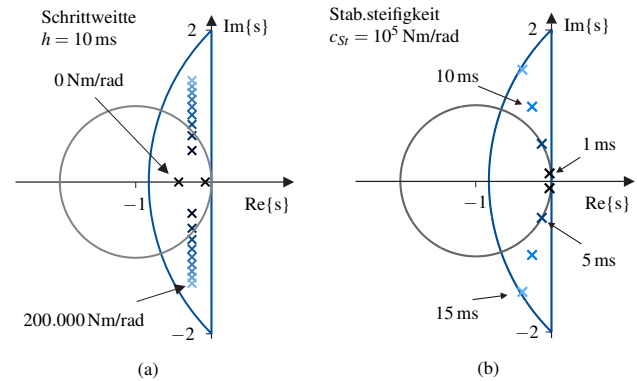 Schrittweitte
h = 10 ms
0 Nm/rad
2
Im{s}
−1
Re{s}
200.000 Nm/rad
−2
(a)
Stab.steifigkeit
c_St = 10^5 Nm/rad
2
Im{s}
10 ms
1 ms
−1
Re{s}
5 ms
15 ms
−2
(b)